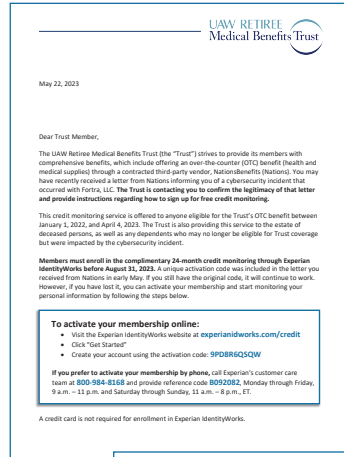 UAW RETIREE
Medical Benefits Trust
May 22, 2023
Dear Trust Member,
The UAW Retiree Medical Benefits Trust (the "Trust") strives to provide its members with
comprehensive benefits, which include offering an over-the-counter (OTC) benefit (health and
medical supplies) through a contracted third-party vendor, NationsBenefits (Nations). You may
have recently received a letter from Nations informing you of a cybersecurity incident that
occurred with Fortra, LLC. The Trust is contacting you to confirm the legitimacy of that letter
and provide instructions regarding how to sign up for free credit monitoring.
This credit monitoring service is offered to anyone eligible for the Trust's OTC benefit between
January 1, 2022, and April 4, 2023. The Trust is also providing this service to the estate of
deceased persons, as well as any dependents who may no longer be eligible for Trust coverage
but were impacted by the cybersecurity incident.
Members must enroll in the complimentary 24-month credit monitoring through Experian
IdentityWorks before August 31, 2023. A unique activation code was included in the letter you
received from Nations in early May. If you still have the original code, it will continue to work.
However, if you have lost it, you can activate your membership and start monitoring your
personal information by following the steps below.
To activate your membership online:
• Visit the Experian IdentityWorks website at experianidworks.com/credit
• Click "Get Started"
• Create your account using the activation code: 9PD8R6QSQW
If you prefer to activate your membership by phone, call Experian's customer care
team at 800-984-8168 and provide reference code B092082, Monday through Friday,
9 a.m. – 11 p.m. and Saturday through Sunday, 11 a.m. – 8 p.m., ET.
A credit card is not required for enrollment in Experian IdentityWorks.